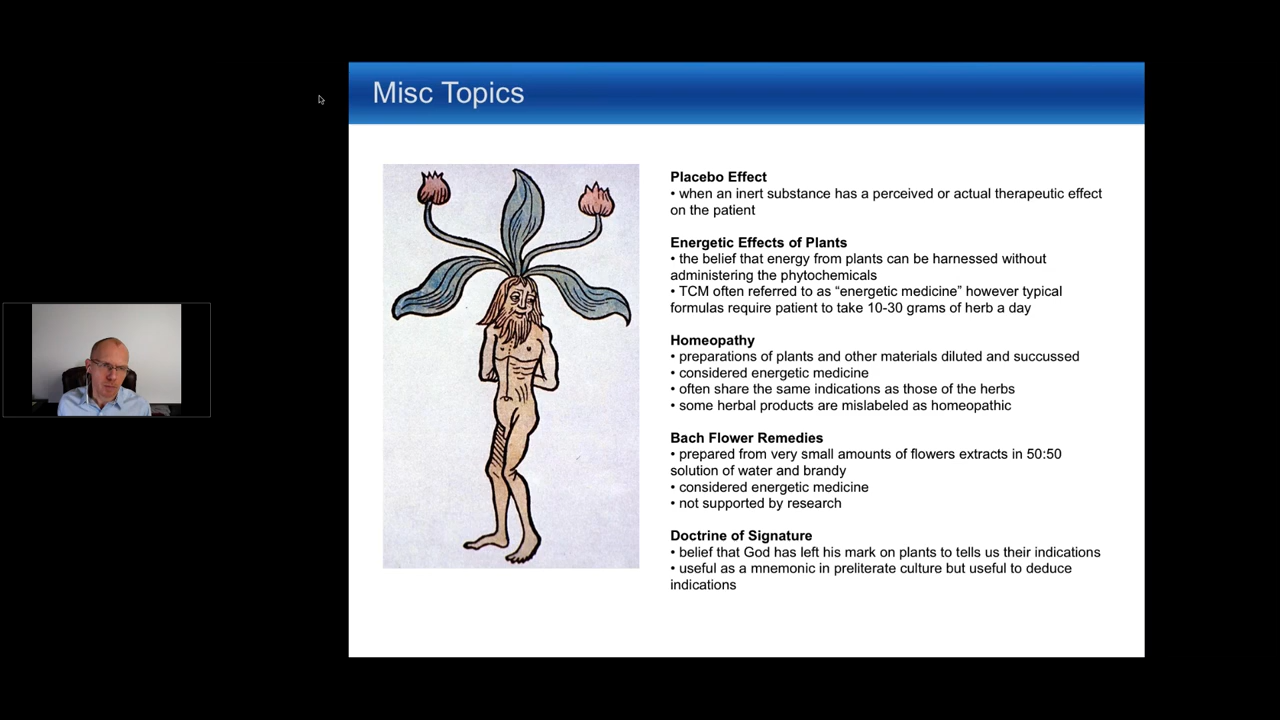 Misc Topics
Placebo Effect
• when an inert substance has a perceived or actual therapeutic effect
on the patient
Energetic Effects of Plants
• the belief that energy from plants can be harnessed without
administering the phytochemicals
• TCM often referred to as “energetic medicine” however typical
formulas require patient to take 10-30 grams of herb a day
Homeopathy
• preparations of plants and other materials diluted and succussed
• considered energetic medicine
• often share the same indications as those of the herbs
• some herbal products are mislabeled as homeopathic
Bach Flower Remedies
• prepared from very small amounts of flowers extracts in 50:50
solution of water and brandy
• considered energetic medicine
• not supported by research
Doctrine of Signature
• belief that God has left his mark on plants to tells us their indications
• useful as a mnemonic in preliterate culture but useful to deduce
indications